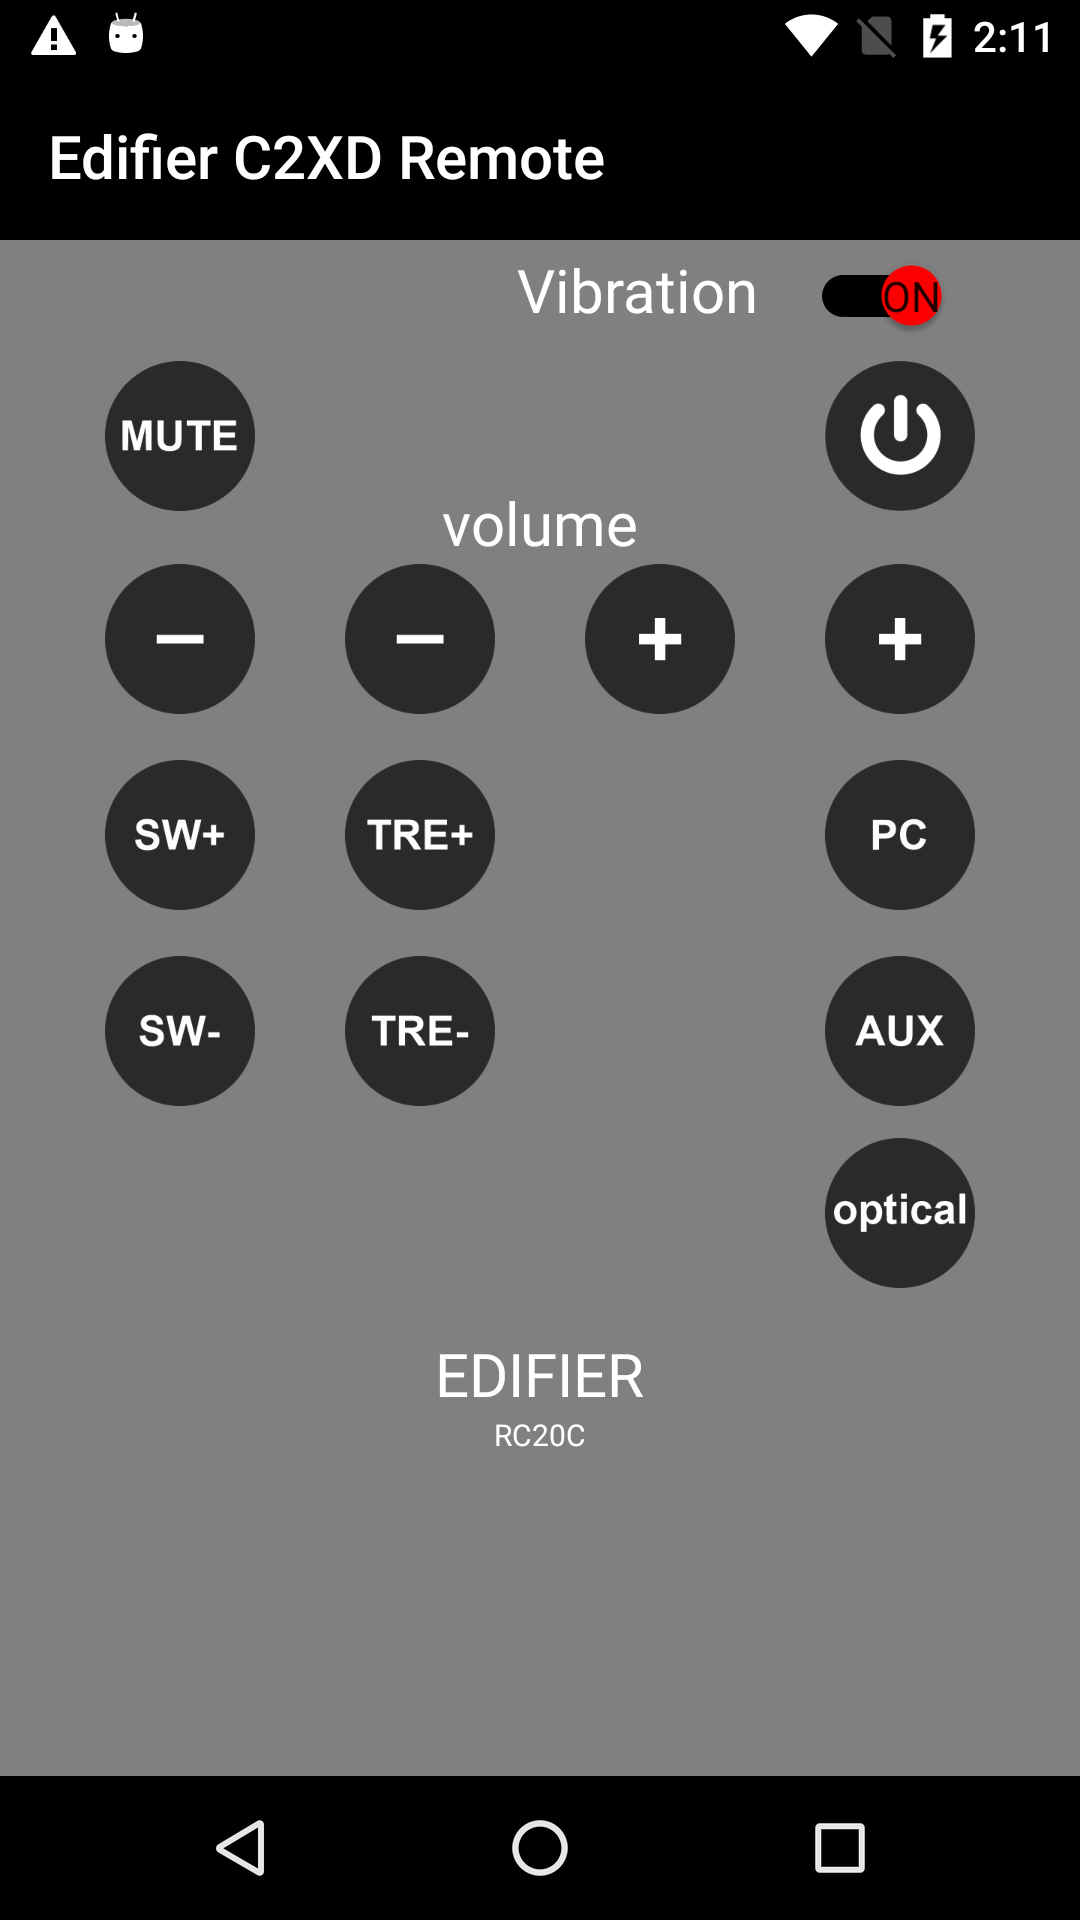 2:11
Edifier C2XD Remote
Vibration ON
MUTE
volume
− − + +
SW+ TRE+ PC
SW- TRE- AUX
optical
EDIFIER
RC20C